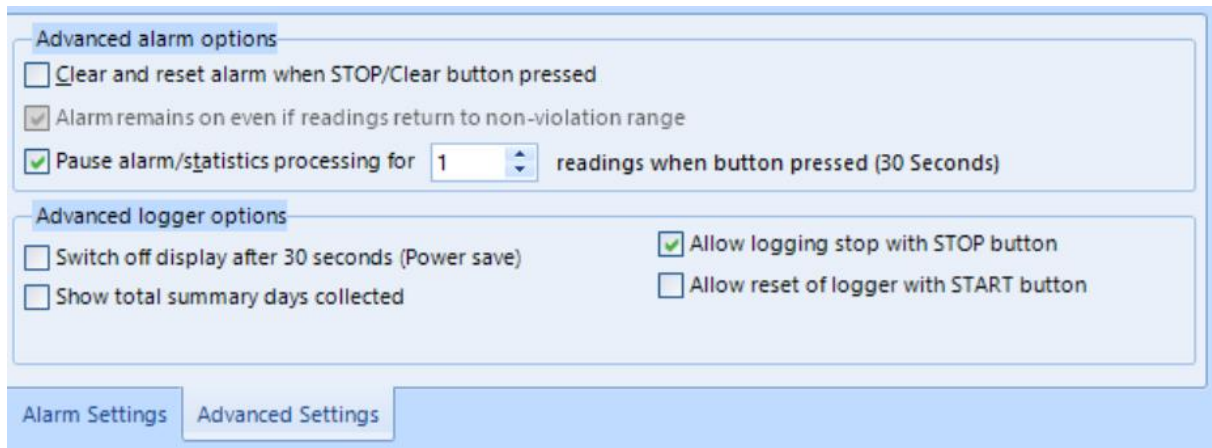 Advanced alarm options
Clear and reset alarm when STOP/Clear button pressed
Alarm remains on even if readings return to non-violation range
Pause alarm/statistics processing for 1 readings when button pressed (30 Seconds)
Advanced logger options
Switch off display after 30 seconds (Power save)
Show total summary days collected
Allow logging stop with STOP button
Allow reset of logger with START button
Alarm Settings
Advanced Settings